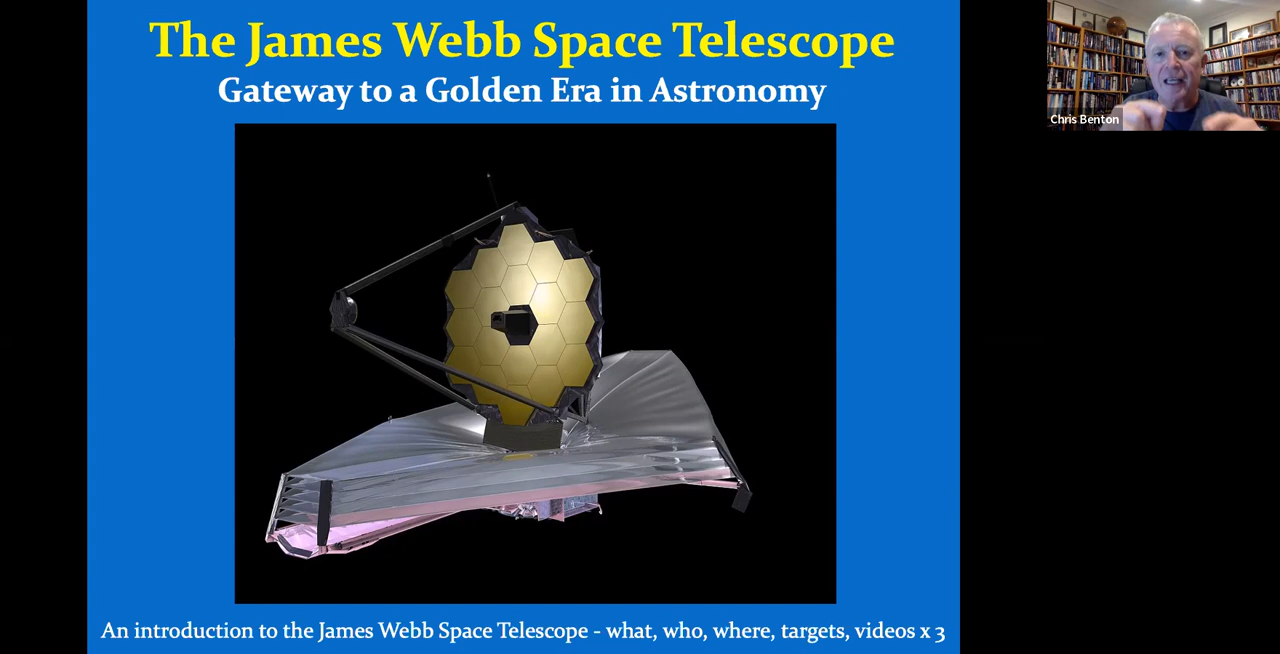 The James Webb Space Telescope
Gateway to a Golden Era in Astronomy
Chris Benton
An introduction to the James Webb Space Telescope - what, who, where, targets, videos x 3